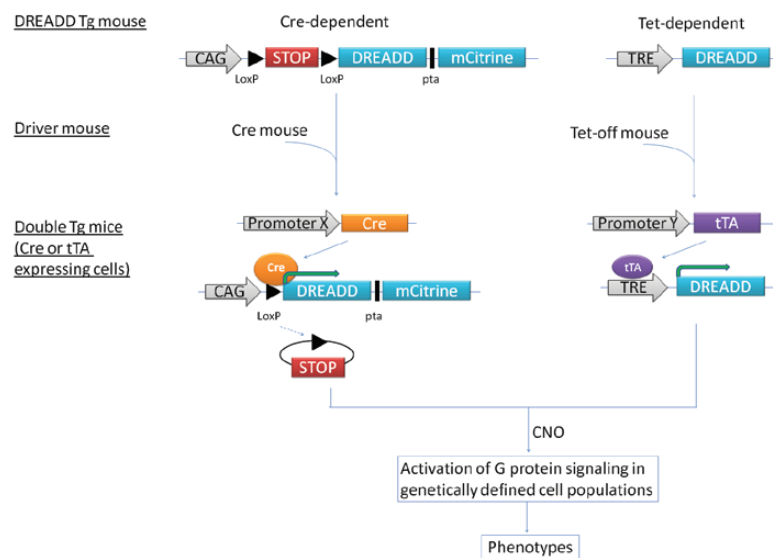 DREADD Tg mouse
Cre-dependent
Tet-dependent
CAG STOP DREADD mCitrine
LoxP LoxP pta
TRE DREADD
Driver mouse
Cre mouse
Tet-off mouse
Double Tg mice
(Cre or tTA
expressing cells)
Promoter X Cre
Promoter Y tTA
Cre
CAG DREADD mCitrine
LoxP pta
STOP
tTA
TRE DREADD
CNO
Activation of G protein signaling in
genetically defined cell populations
Phenotypes